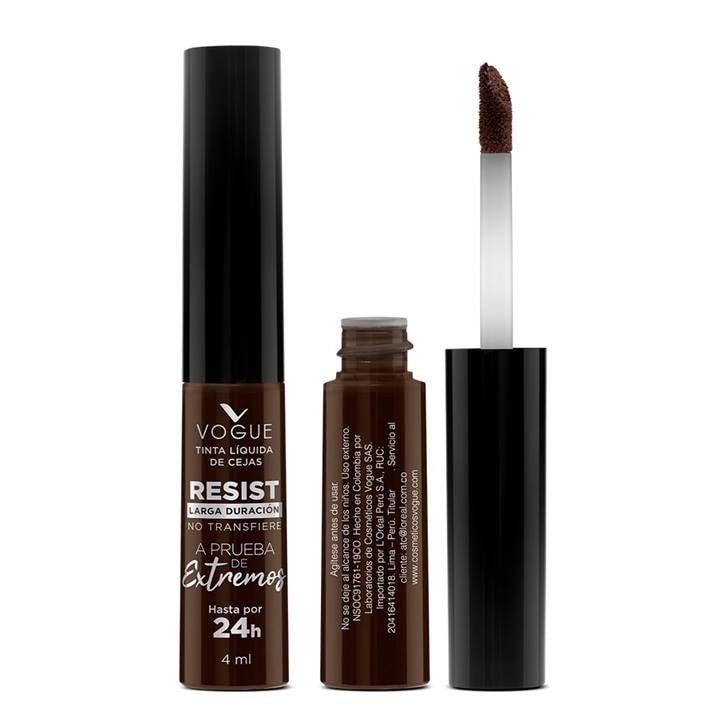 VOGUE
TINTA LÍQUIDA
DE CEJAS
RESIST
LARGA DURACIÓN
NO TRANSFIERE
A PRUEBA
DE
Extremos
Hasta por
24h
4 ml
Agítese antes de usar
No se deje al alcance de los niños. Uso externo.
NSOC91761-19CO. Hecho en Colombia por
Laboratorios de Cosméticos Vogue SAS.
Importado por L'Oréal Perú S.A., RUC:
20416414018. Lima – Perú. Titular . Servicio al
cliente: atc@loreal.com.co
www.cosmeticosvogue.com